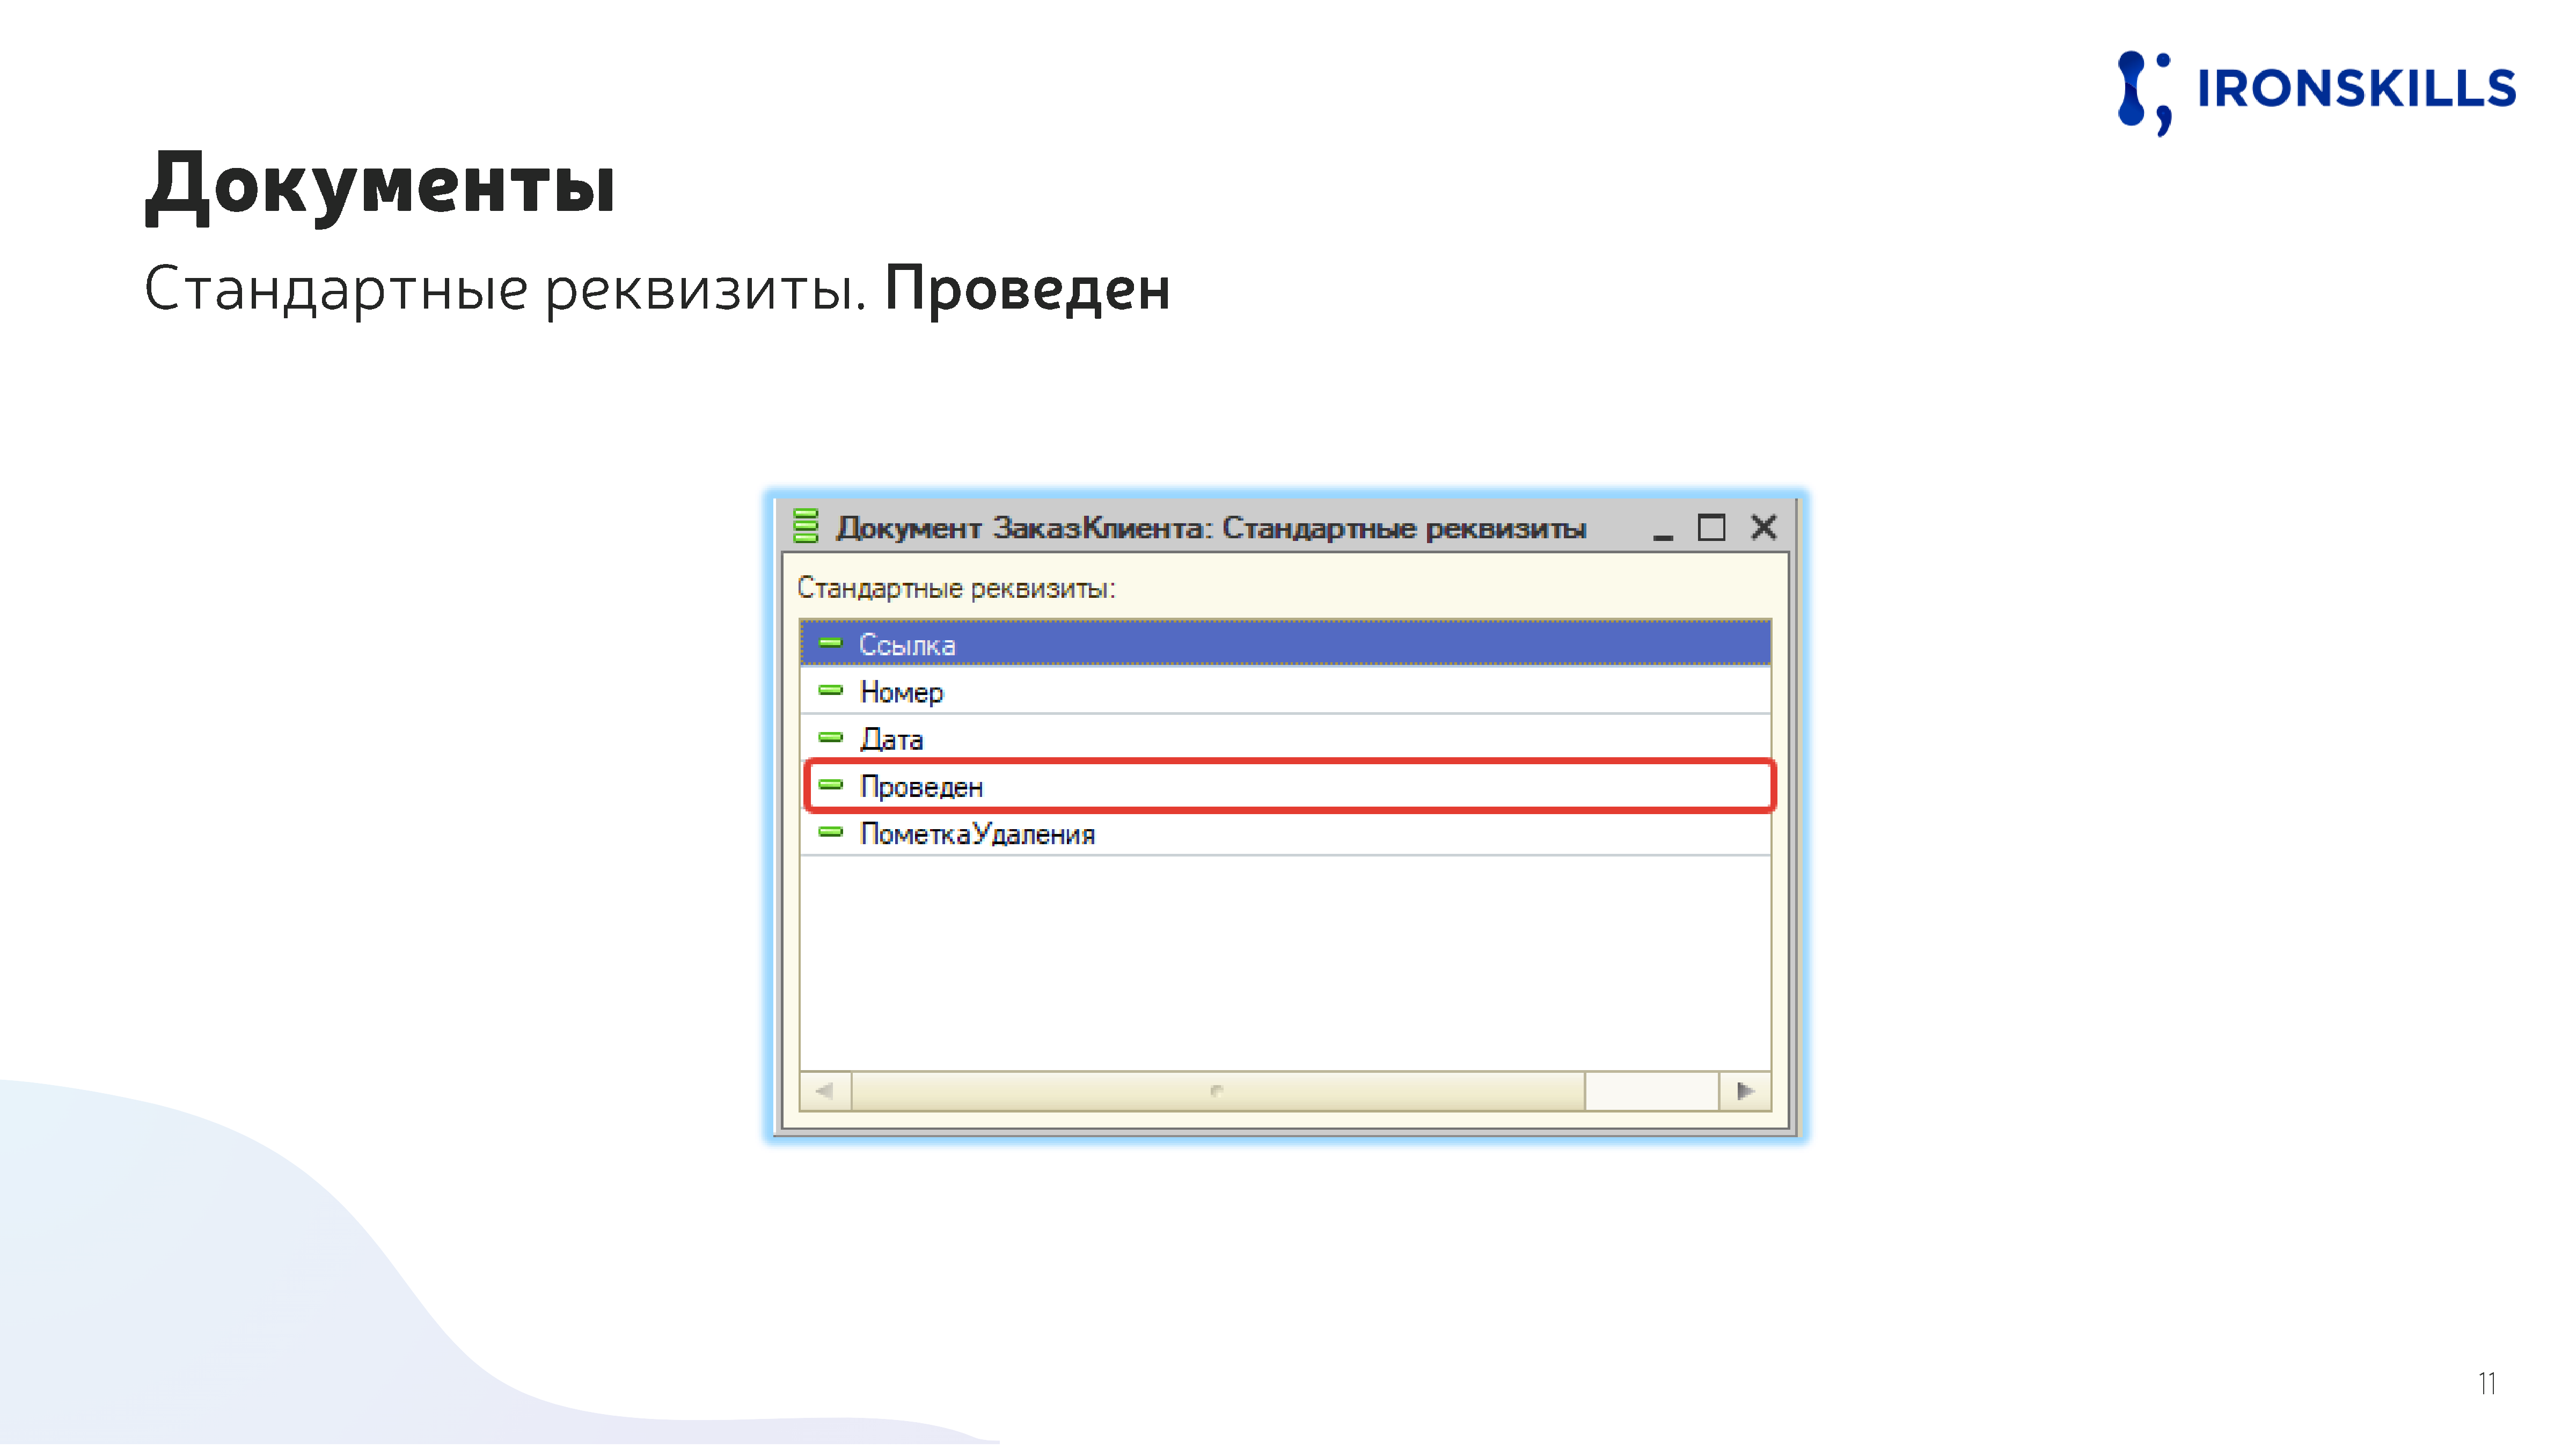 IRONSKILLS
Документы
Стандартные реквизиты. Проведен
Документ ЗаказКлиента: Стандартные реквизиты
Стандартные реквизиты:
Ссылка
Номер
Дата
Проведен
ПометкаУдаления
11